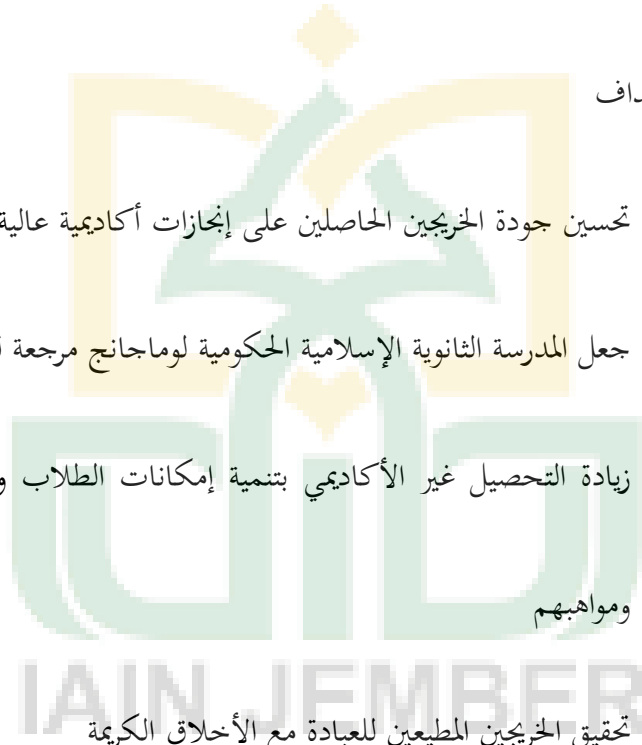 تحسين جودة الخريجين الحاصلين على إنجازات أكاديمية عالية
جعل المدرسة الثانوية الإسلامية الحكومية لوماجانج مرجعة
زيادة التحصيل غير الأكاديمي بتنمية إمكانات الطلاب
ومواهبهم
IAIN JEMBER
تحقيق الخريجين المطيعين للعبادة مع الأخلاق الكريمة